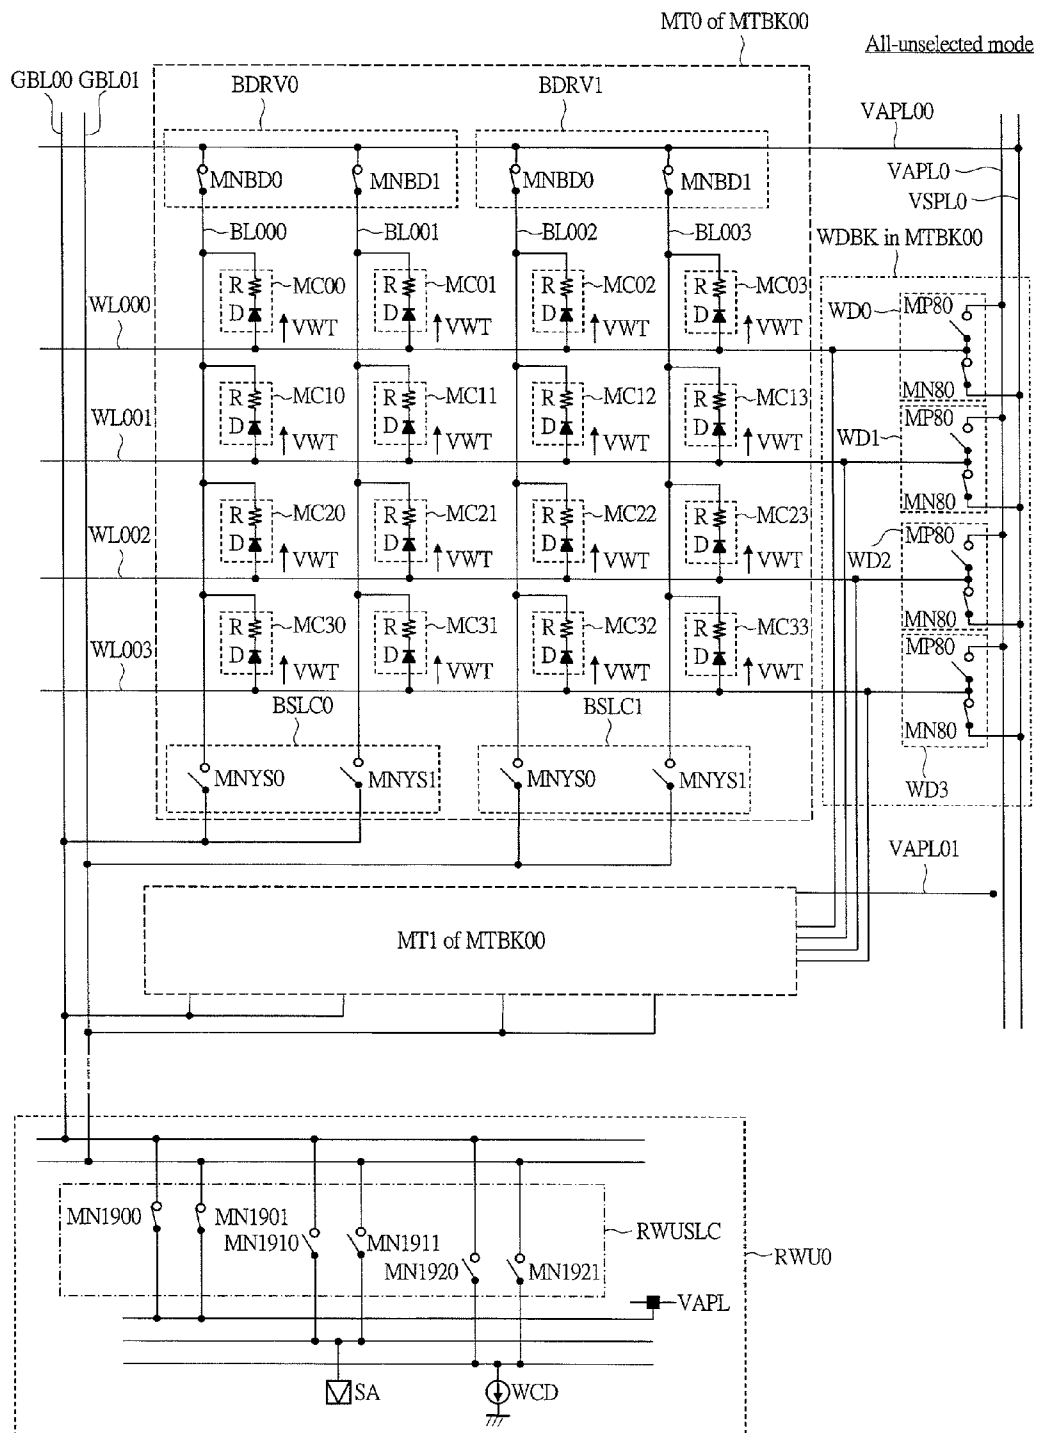 MT0 of MTBK00
All-unselected mode
GBL00 GBL01
BDRV0
BDRV1
VAPL00
VAPL0
VSPL0
MNBD0
MNBD1
MNBD0
MNBD1
BL000
BL001
BL002
BL003
WDBK in MTBK00
WL000
R
D
MC00
VWT
R
D
MC01
VWT
R
D
MC02
VWT
R
D
MC03
VWT
WD0
MP80
MN80
WL001
R
D
MC10
VWT
R
D
MC11
VWT
R
D
MC12
VWT
R
D
MC13
VWT
WD1
MP80
MN80
WL002
R
D
MC20
VWT
R
D
MC21
VWT
R
D
MC22
VWT
R
D
MC23
VWT
WD2
MP80
MN80
WL003
R
D
MC30
VWT
R
D
MC31
VWT
R
D
MC32
VWT
R
D
MC33
VWT
MP80
MN80
WD3
BSLC0
BSLC1
MNYS0
MNYS1
MNYS0
MNYS1
VAPL01
MT1 of MTBK00
MN1900
MN1901
MN1910
MN1911
MN1920
MN1921
RWUSLC
RWU0
VAPL
SA
WCD